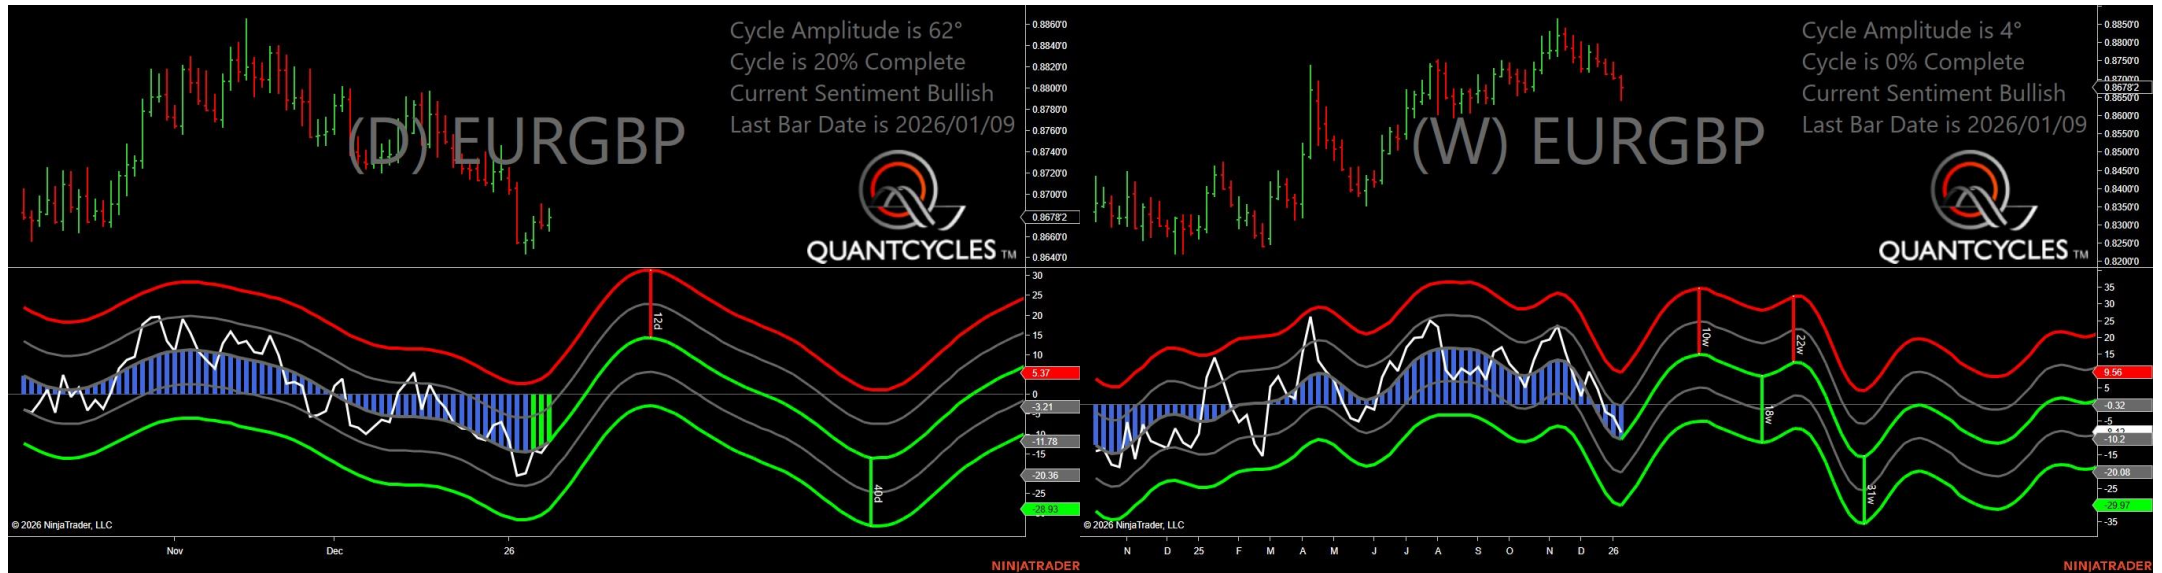 Cycle Amplitude is 62°
Cycle is 20% Complete
Current Sentiment Bullish
Last Bar Date is 2026/01/09
(D) EURGBP
QUANTCYCLES TM
0.8860'0
0.8840'0
0.8820'0
0.8800'0
0.8780'0
0.8760'0
0.8740'0
0.8720'0
0.8700'0
0.8678'2
0.8660'0
0.8640'0
30
25
20
15
10
5.37
0
-3.21
-11.78
-20.36
-25
-28.93
12d
40d
© 2026 NinjaTrader, LLC
Nov
Dec
26
NINJATRADER
Cycle Amplitude is 4°
Cycle is 0% Complete
Current Sentiment Bullish
Last Bar Date is 2026/01/09
(W) EURGBP
QUANTCYCLES TM
0.8850'0
0.8800'0
0.8750'0
0.8700'0
0.8678'2
0.8650'0
0.8600'0
0.8550'0
0.8500'0
0.8450'0
0.8400'0
0.8350'0
0.8300'0
0.8250'0
0.8200'0
35
30
25
20
15
9.56
5
-0.32
-5
-10.2
-15
-20.08
-25
-29.97
-35
10w
22w
18w
31w
© 2026 NinjaTrader, LLC
N D 25 F M A M J J A S O N D 26
NINJATRADER